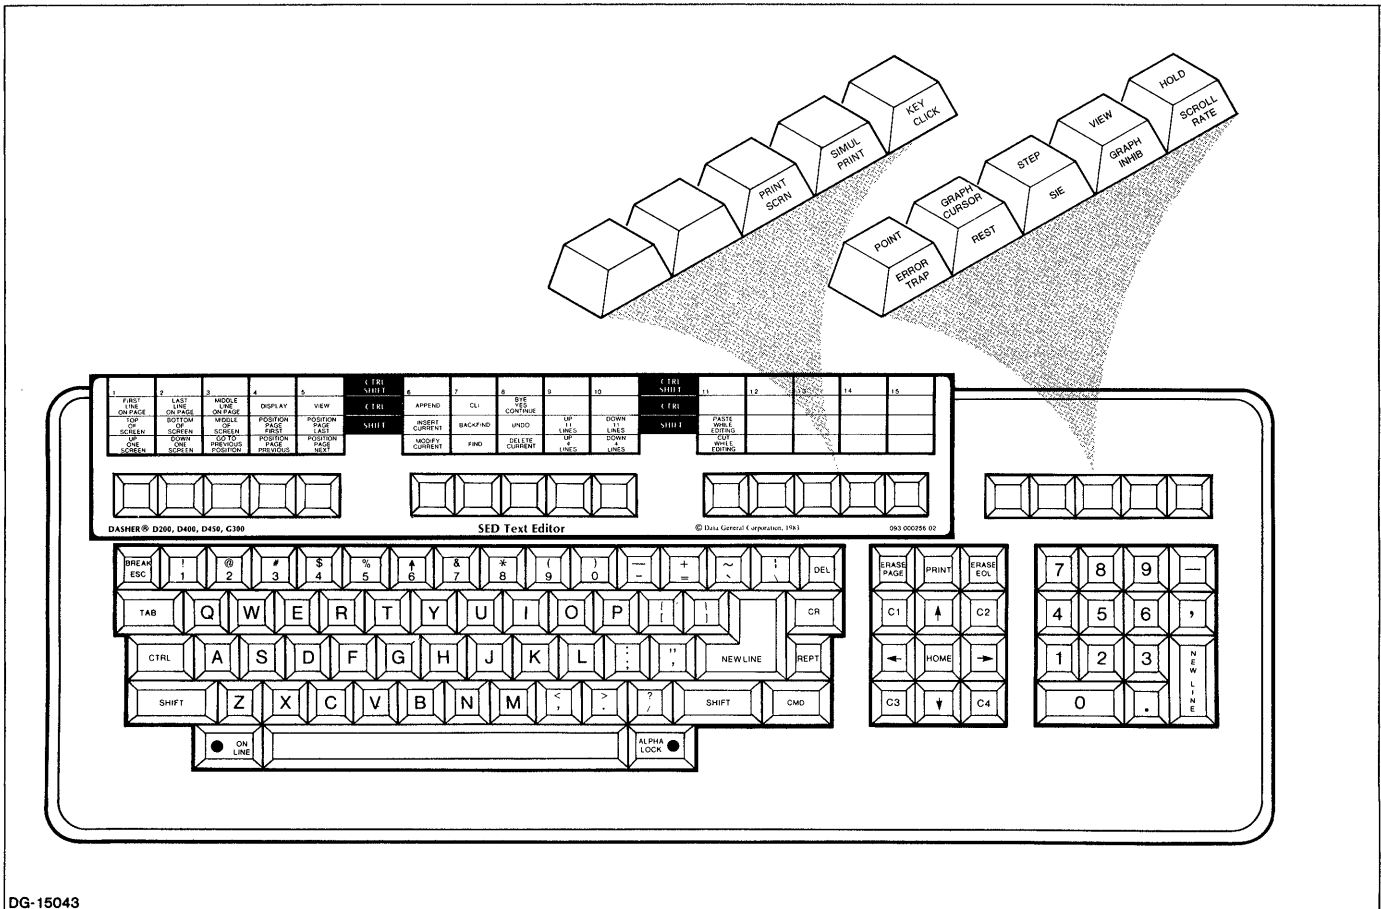 KEY
CLICK
SIMUL
PRINT
PRINT
SCRN
HOLD
SCROLL
RATE
VIEW
GRAPH
INHIB
STEP
SIE
GRAPH
CURSOR
REST
POINT
ERROR
TRAP
CTRL SHIFT CTRL SHIFT
1 2 3 4 5 6 7 8 9 10 11 12 13 14 15
FIRST LINE ON PAGE
LAST LINE ON PAGE
MIDDLE LINE ON PAGE
DISPLAY
VIEW
CTRL
APPEND
CLI
BYE YES CONTINUE
CTRL
TOP OF SCREEN
BOTTOM OF SCREEN
MIDDLE OF SCREEN
POSITION PAGE FIRST
POSITION PAGE LAST
SHIFT
INSERT CURRENT
BACKFIND
UNDO
UP 11 LINES
DOWN 11 LINES
SHIFT
PASTE WHILE EDITING
UP ONE SCREEN
DOWN ONE SCREEN
GO TO PREVIOUS POSITION
POSITION PAGE PREVIOUS
POSITION PAGE NEXT
MODIFY CURRENT
FIND
DELETE CURRENT
UP 4 LINES
DOWN 4 LINES
CUT WHILE EDITING
DASHER® D200, D400, D450, G300
SED Text Editor
© Data General Corporation, 1983
093 000256 02
BREAK ESC ! 1 @ 2 # 3 $ 4 % 5 ↑ 6 & 7 * 8 ( 9 ) 0 — - + = ~ ` ¦ \ DEL
TAB Q W E R T Y U I O P { [ } ] CR
CTRL A S D F G H J K L : ; " ' NEW LINE REPT
SHIFT Z X C V B N M < , > . ? / SHIFT CMD
ON LINE ALPHA LOCK
ERASE PAGE PRINT ERASE EOL
C1 ↑ C2
← HOME →
C3 ↓ C4
7 8 9 —
4 5 6 ,
1 2 3 NEW LINE
0 .
DG-15043